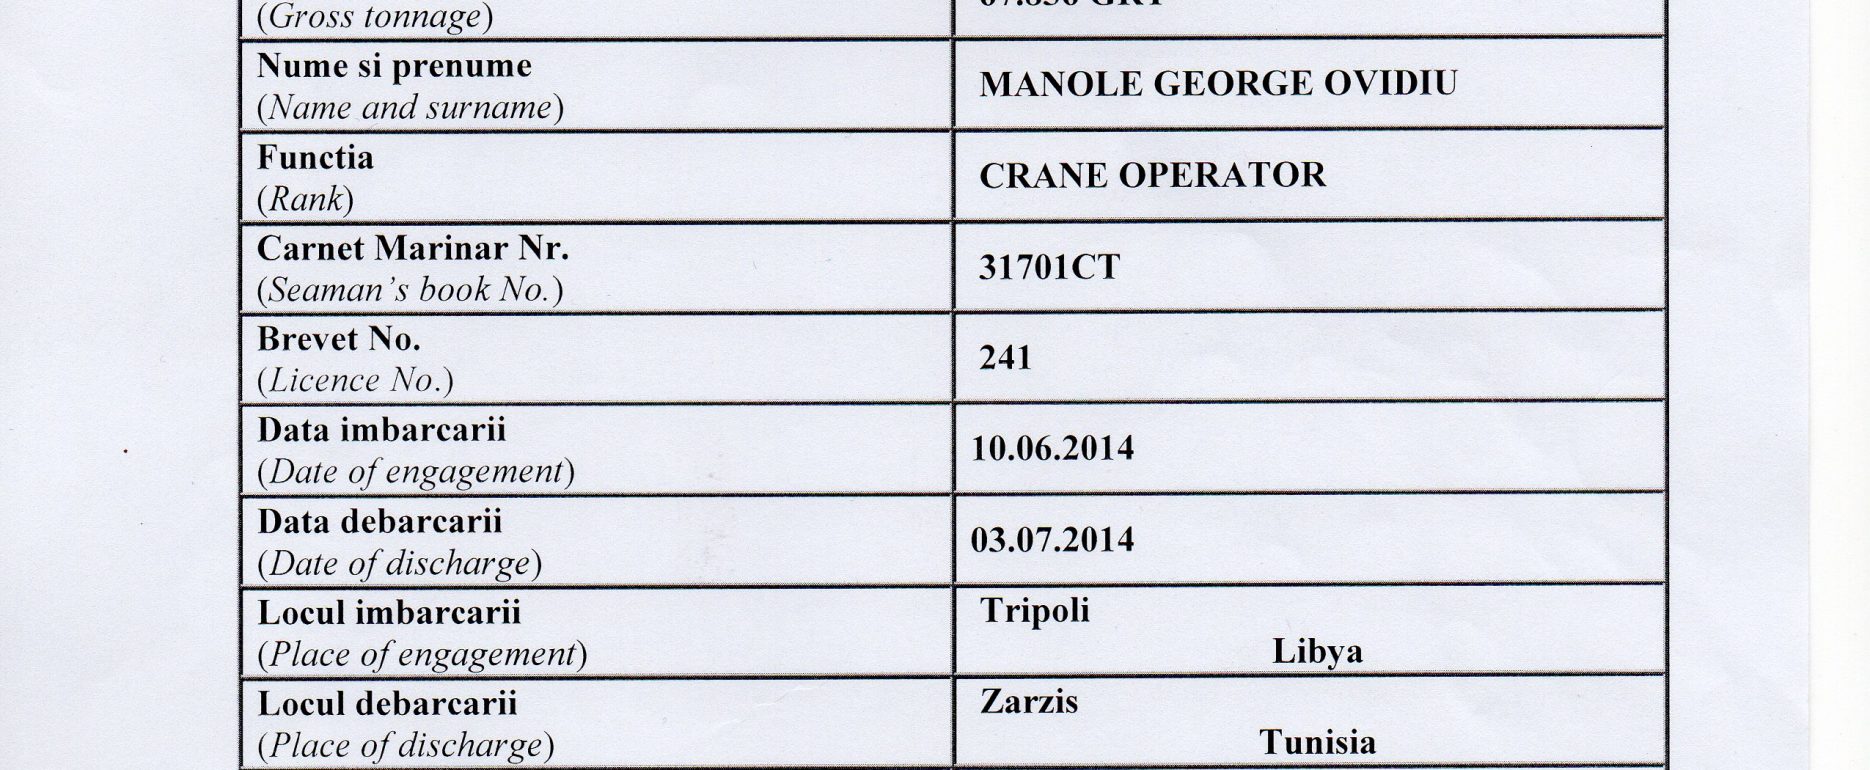 (Gross tonnage)
Nume si prenume
(Name and surname)
MANOLE GEORGE OVIDIU
Functia
(Rank)
CRANE OPERATOR
Carnet Marinar Nr.
(Seaman's book No.)
31701CT
Brevet No.
(Licence No.)
241
Data imbarcarii
(Date of engagement)
10.06.2014
Data debarcarii
(Date of discharge)
03.07.2014
Locul imbarcarii
(Place of engagement)
Tripoli
Libya
Locul debarcarii
(Place of discharge)
Zarzis
Tunisia